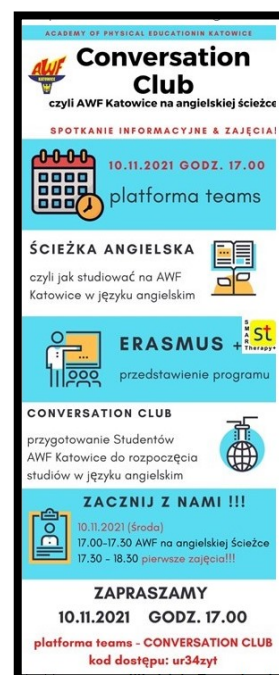 ACADEMY OF PHYSICAL EDUCATIONIN KATOWICE
AWF
KATOWICE
Conversation
Club
czyli AWF Katowice na angielskiej ścieżce
SPOTKANIE INFORMACYJNE & ZAJĘCIA!
10.11.2021 GODZ. 17.00
platforma teams
ŚCIEŻKA ANGIELSKA
czyli jak studiować na AWF
Katowice w języku angielskim
SMART
st
Therapy+
ERASMUS +
przedstawienie programu
CONVERSATION CLUB
przygotowanie Studentów
AWF Katowice do rozpoczęcia
studiów w języku angielskim
ZACZNIJ Z NAMI !!!
10.11.2021 (środa)
17.00-17.30 AWF na angielskiej ścieżce
17.30 - 18.30 pierwsze zajęcia!!!
ZAPRASZAMY
10.11.2021 GODZ. 17.00
platforma teams - CONVERSATION CLUB
kod dostępu: ur34zyt